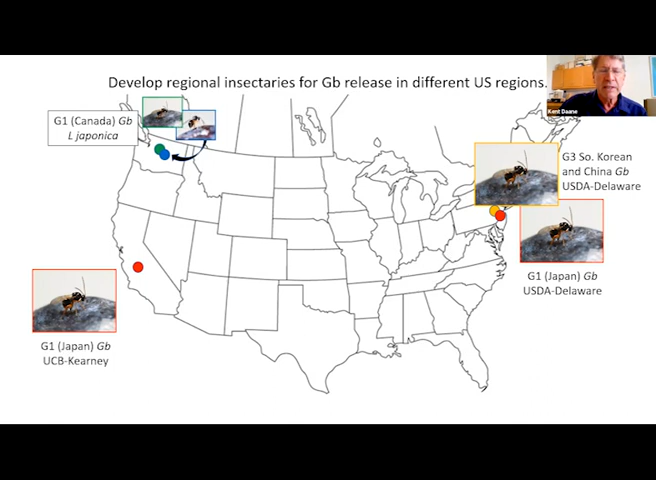 Develop regional insectaries for Gb release in different US regions.
Kent Daane
G1 (Canada) Gb
L japonica
G3 So. Korean
and China Gb
USDA-Delaware
G1 (Japan) Gb
USDA-Delaware
G1 (Japan) Gb
UCB-Kearney